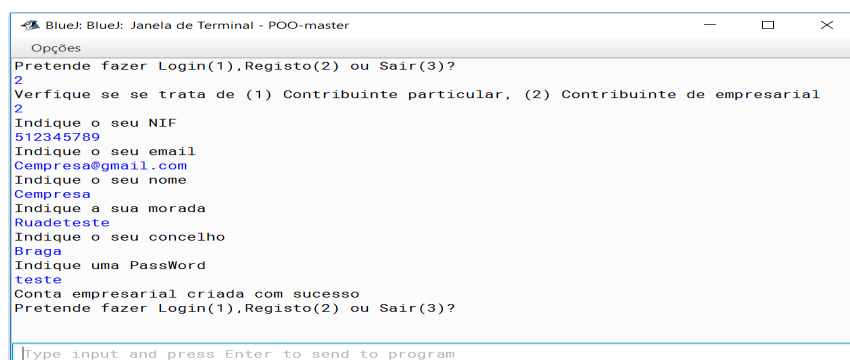 BlueJ: BlueJ: Janela de Terminal - POO-master
Opções
Pretende fazer Login(1),Registo(2) ou Sair(3)?
2
Verfique se se trata de (1) Contribuinte particular, (2) Contribuinte de empresarial
2
Indique o seu NIF
512345789
Indique o seu email
Cempresa@gmail.com
Indique o seu nome
Cempresa
Indique a sua morada
Ruadeteste
Indique o seu concelho
Braga
Indique uma PassWord
teste
Conta empresarial criada com sucesso
Pretende fazer Login(1),Registo(2) ou Sair(3)?
Type input and press Enter to send to program